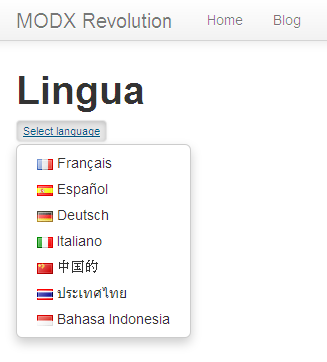 MODX Revolution Home Blog
Lingua
Select language
Français
Español
Deutsch
Italiano
中国的
ประเทศไทย
Bahasa Indonesia